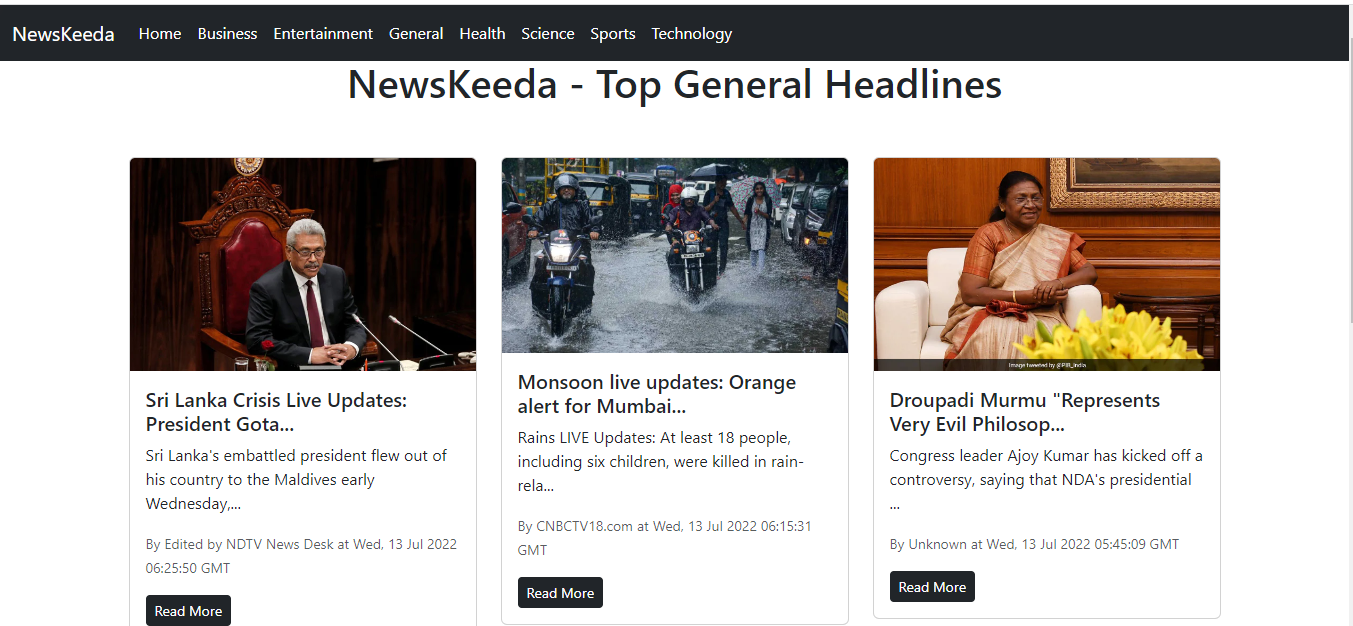 NewsKeeda Home Business Entertainment General Health Science Sports Technology
NewsKeeda - Top General Headlines
Sri Lanka Crisis Live Updates:
President Gota...
Sri Lanka's embattled president flew out of
his country to the Maldives early
Wednesday,...
By Edited by NDTV News Desk at Wed, 13 Jul 2022
06:25:50 GMT
Read More
Monsoon live updates: Orange
alert for Mumbai...
Rains LIVE Updates: At least 18 people,
including six children, were killed in rain-
rela...
By CNBCTV18.com at Wed, 13 Jul 2022 06:15:31
GMT
Read More
Image tweeted by @PIB_India
Droupadi Murmu "Represents
Very Evil Philosop...
Congress leader Ajoy Kumar has kicked off a
controversy, saying that NDA's presidential
...
By Unknown at Wed, 13 Jul 2022 05:45:09 GMT
Read More